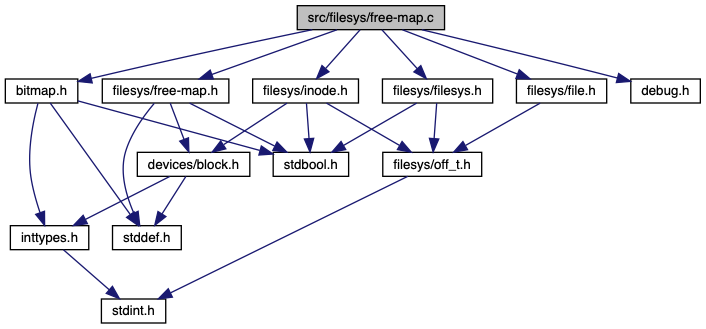 src/filesys/free-map.c
bitmap.h
filesys/free-map.h
filesys/inode.h
filesys/filesys.h
filesys/file.h
debug.h
devices/block.h
stdbool.h
filesys/off_t.h
inttypes.h
stddef.h
stdint.h